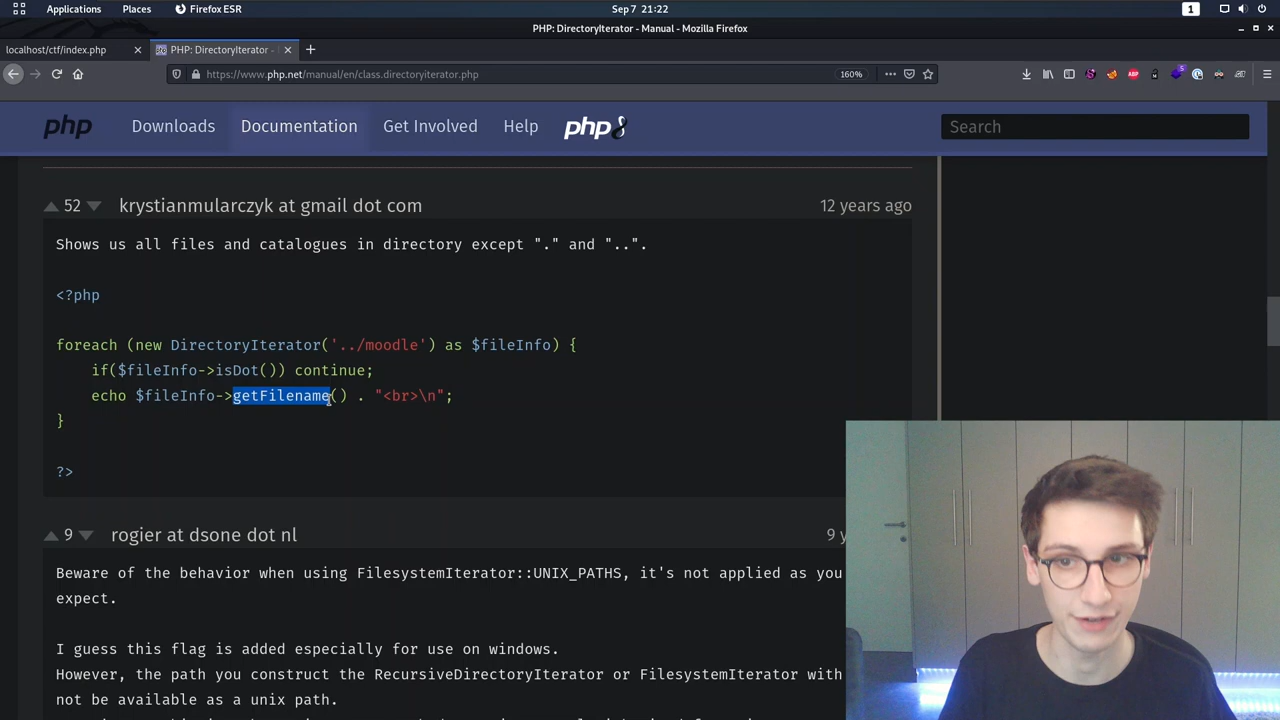 Applications Places Firefox ESR Sep 7 21:22 1
PHP: DirectoryIterator - Manual - Mozilla Firefox
localhost/ctf/index.php
PHP: DirectoryIterator -
https://www.php.net/manual/en/class.directoryiterator.php 160%
php Downloads Documentation Get Involved Help php8 Search
52 krystianmularczyk at gmail dot com 12 years ago
Shows us all files and catalogues in directory except "." and "..".
<?php
foreach (new DirectoryIterator('../moodle') as $fileInfo) {
if($fileInfo->isDot()) continue;
echo $fileInfo->getFilename() . "<br>\n";
}
?>
9 rogier at dsone dot nl 9 y
Beware of the behavior when using FilesystemIterator::UNIX_PATHS, it's not applied as you
expect.
I guess this flag is added especially for use on windows.
However, the path you construct the RecursiveDirectoryIterator or FilesystemIterator with
not be available as a unix path.